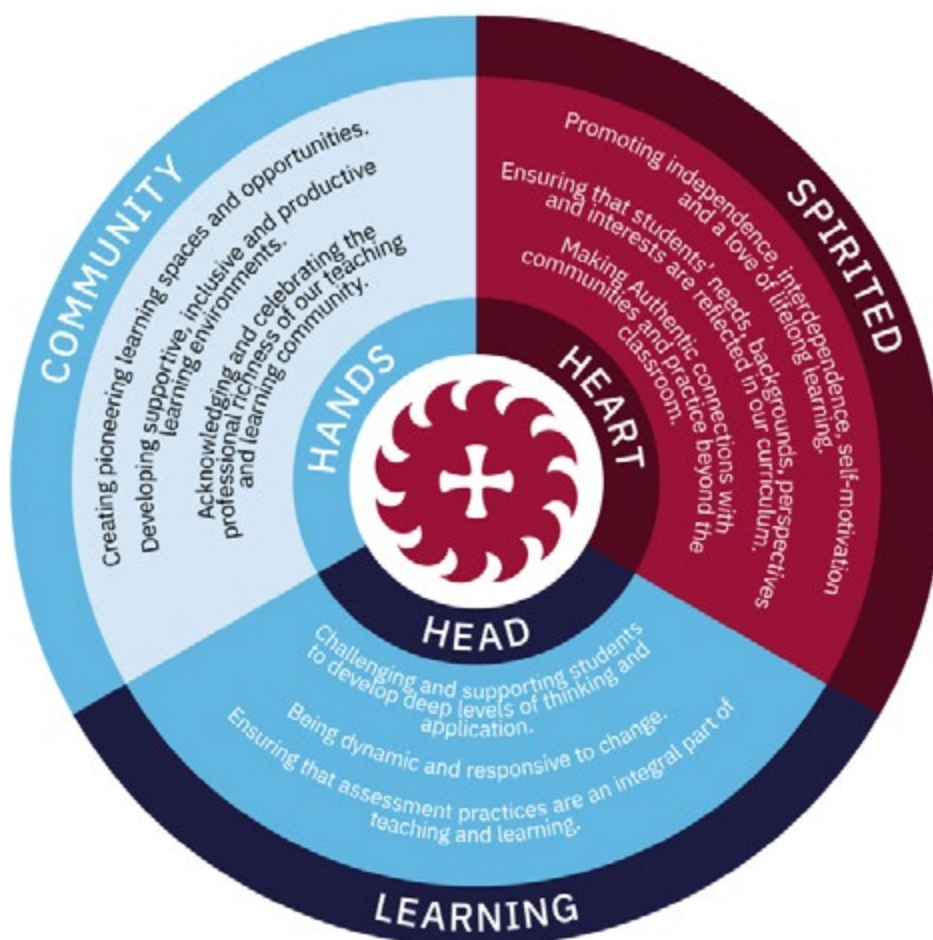 COMMUNITY
Creating pioneering learning spaces and opportunities.
Developing supportive, inclusive and productive
learning environments.
Acknowledging and celebrating the
professional richness of our teaching
and learning community.
HANDS
SPIRITED
Promoting independence, interdependence, self-motivation
and a love of lifelong learning.
Ensuring that students' needs, backgrounds, perspectives
and interests are reflected in our curriculum.
Making Authentic connections with
communities and practice beyond the
classroom.
HEART
HEAD
Challenging and supporting students
to develop deep levels of thinking and
application.
Being dynamic and responsive to change.
Ensuring that assessment practices are an integral part of
teaching and learning.
LEARNING